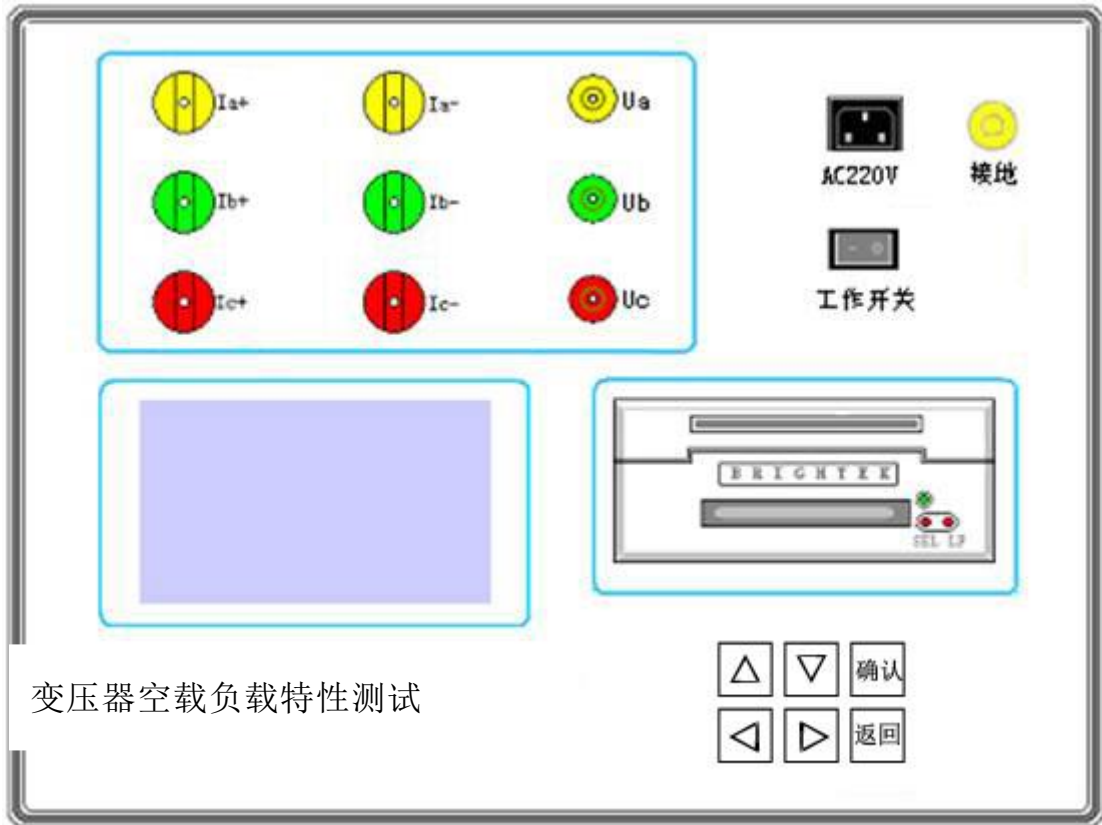 Ia+ Ia- Ua
Ib+ Ib- Ub
Ic+ Ic- Uc
AC220V 接地
工作开关
BRIGHTEK
SEL LF
变压器空载负载特性测试
确认
返回